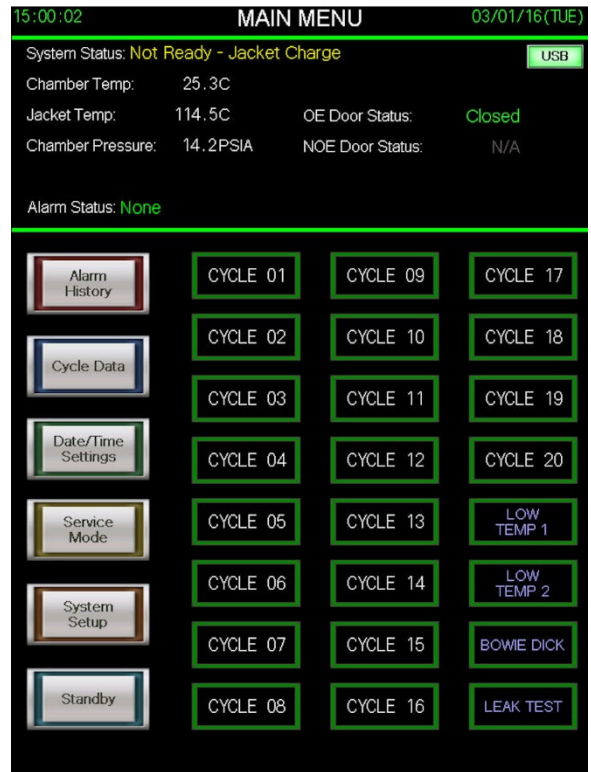 15:00:02 MAIN MENU 03/01/16(TUE)
System Status: Not Ready - Jacket Charge USB
Chamber Temp: 25.3C
Jacket Temp: 114.5C OE Door Status: Closed
Chamber Pressure: 14.2PSIA NOE Door Status: N/A
Alarm Status: None
Alarm
History
Cycle Data
Date/Time
Settings
Service
Mode
System
Setup
Standby
CYCLE 01
CYCLE 02
CYCLE 03
CYCLE 04
CYCLE 05
CYCLE 06
CYCLE 07
CYCLE 08
CYCLE 09
CYCLE 10
CYCLE 11
CYCLE 12
CYCLE 13
CYCLE 14
CYCLE 15
CYCLE 16
CYCLE 17
CYCLE 18
CYCLE 19
CYCLE 20
LOW
TEMP 1
LOW
TEMP 2
BOWIE DICK
LEAK TEST